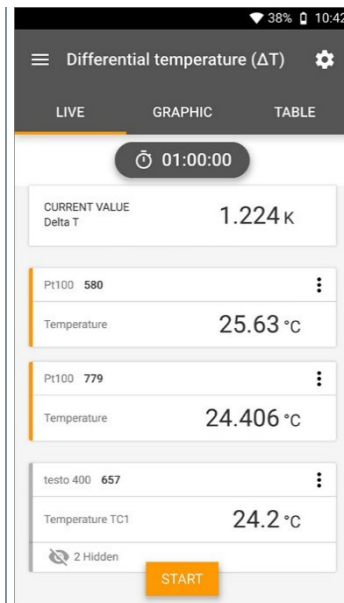 38% 10:42
Differential temperature (ΔT)
LIVE GRAPHIC TABLE
01:00:00
CURRENT VALUE
Delta T
1.224 K
Pt100 580
Temperature 25.63 °C
Pt100 779
Temperature 24.406 °C
testo 400 657
Temperature TC1 24.2 °C
2 Hidden
START